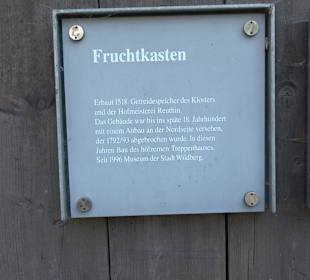 Fruchtkasten
Erbaut 1518. Getreidespeicher des Klosters
und der Hofmeisterei Reuthin.
Das Gebäude war bis ins späte 18. Jahrhundert
mit einem Anbau an der Nordseite versehen,
der 1792/93 abgebrochen wurde. In diesen
Jahren Bau des hölzernen Treppenhauses.
Seit 1996 Museum der Stadt Wildberg.